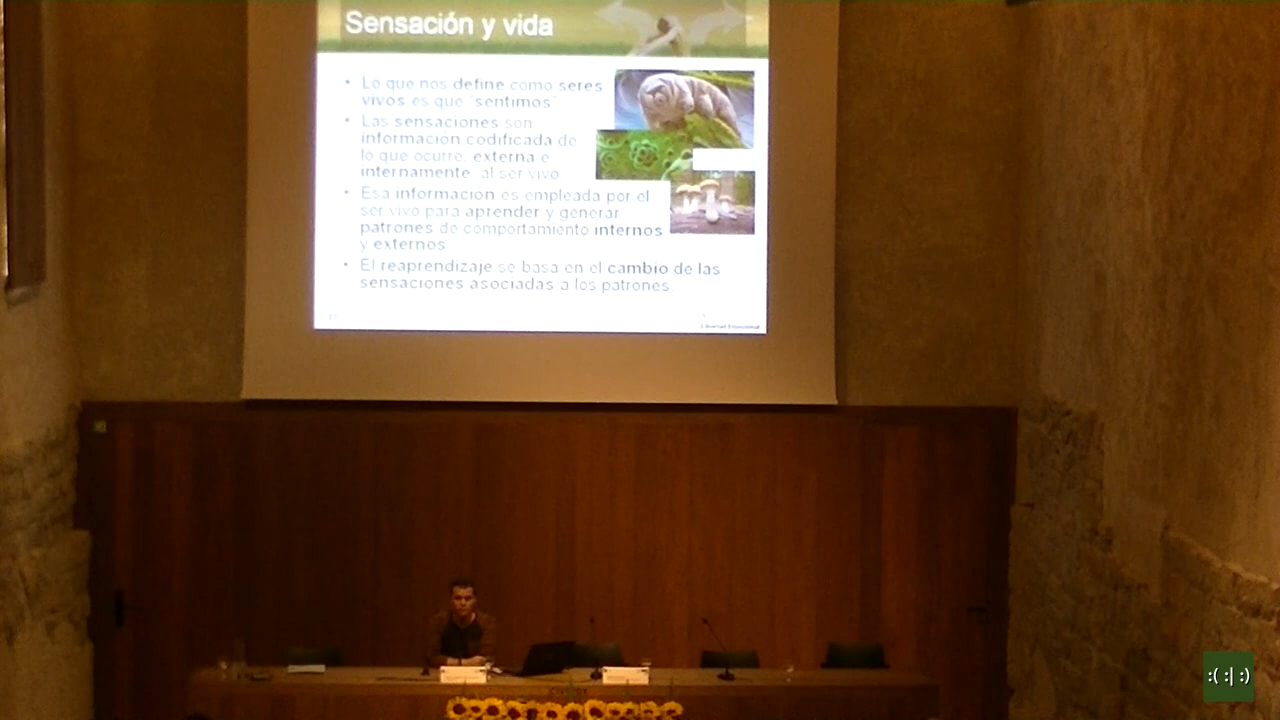 Sensación y vida
• Lo que nos define como seres
vivos es que "sentimos"
• Las sensaciones son
información codificada de
lo que ocurre, externa e
internamente, al ser vivo
• Esa información es empleada por el
ser vivo para aprender y generar
patrones de comportamiento internos
y externos
• El reaprendizaje se basa en el cambio de las
sensaciones asociadas a los patrones.
Libertad Emocional
:( :| :)